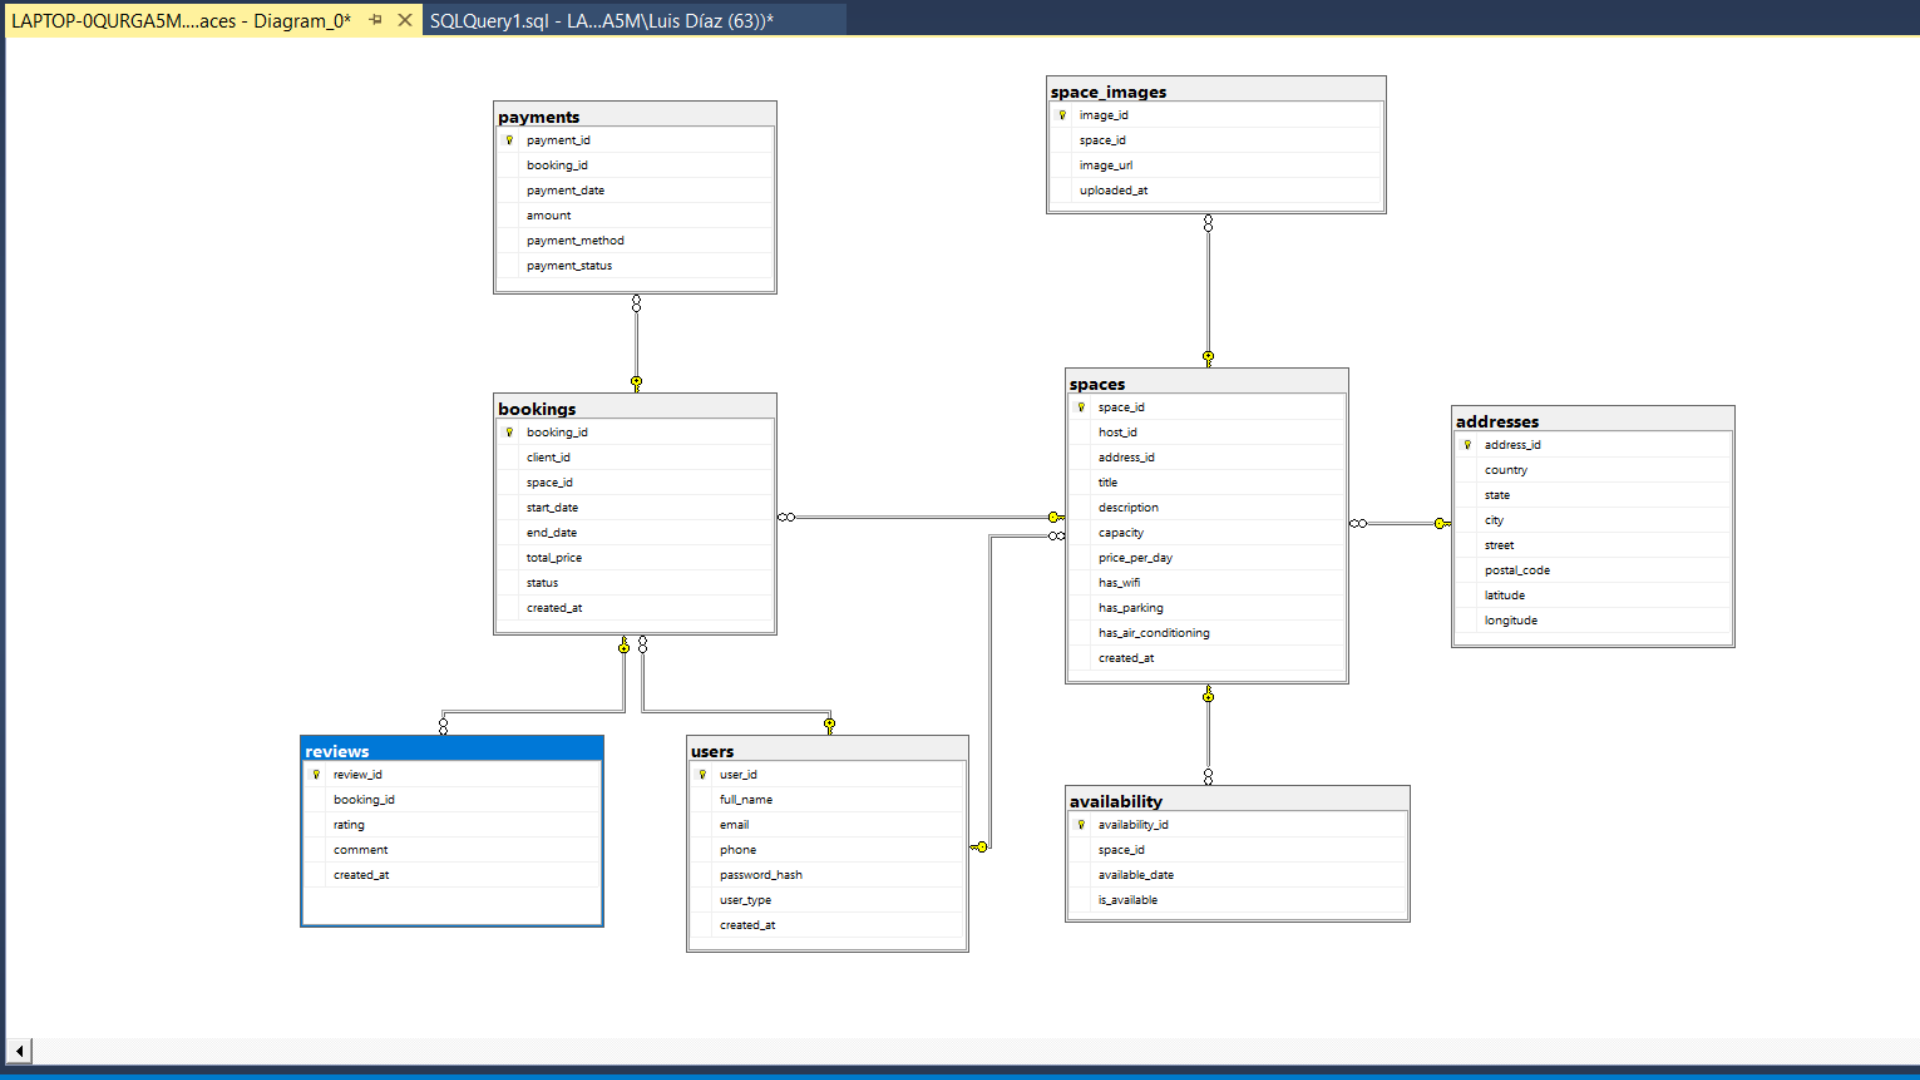 LAPTOP-0QURGA5M....aces - Diagram_0*
SQLQuery1.sql - LA...A5M\Luis Díaz (63))*
payments
payment_id
booking_id
payment_date
amount
payment_method
payment_status
space_images
image_id
space_id
image_url
uploaded_at
bookings
booking_id
client_id
space_id
start_date
end_date
total_price
status
created_at
spaces
space_id
host_id
address_id
title
description
capacity
price_per_day
has_wifi
has_parking
has_air_conditioning
created_at
addresses
address_id
country
state
city
street
postal_code
latitude
longitude
reviews
review_id
booking_id
rating
comment
created_at
users
user_id
full_name
email
phone
password_hash
user_type
created_at
availability
availability_id
space_id
available_date
is_available